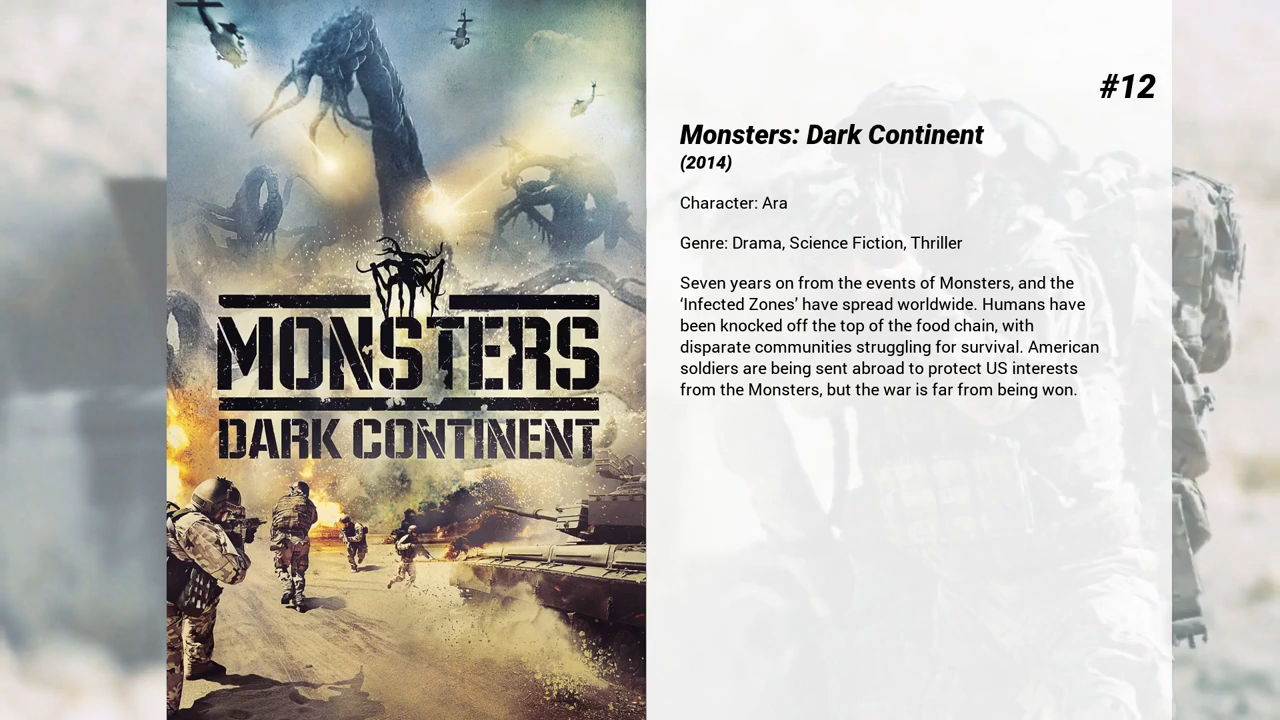 MONSTERS
DARK CONTINENT
#12
Monsters: Dark Continent
(2014)
Character: Ara
Genre: Drama, Science Fiction, Thriller
Seven years on from the events of Monsters, and the
‘Infected Zones’ have spread worldwide. Humans have
been knocked off the top of the food chain, with
disparate communities struggling for survival. American
soldiers are being sent abroad to protect US interests
from the Monsters, but the war is far from being won.